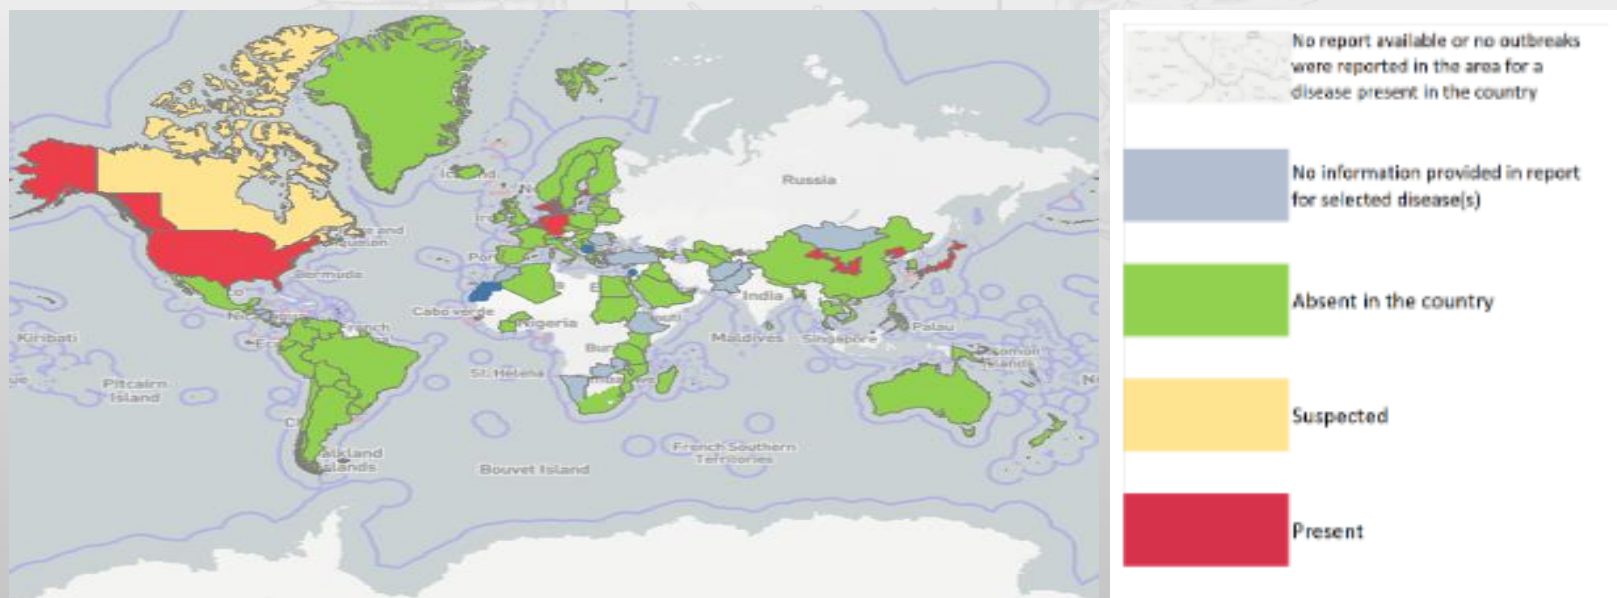 Iceland
Russia
Bermuda
Cabo verde
Nigeria
India
Maldives
Singapore
Palau
Kiribati
Pitcairn
Island
St. Helena
French Southern
Territories
Bouvet Island
No report available or no outbreaks
were reported in the area for a
disease present in the country
No information provided in report
for selected disease(s)
Absent in the country
Suspected
Present